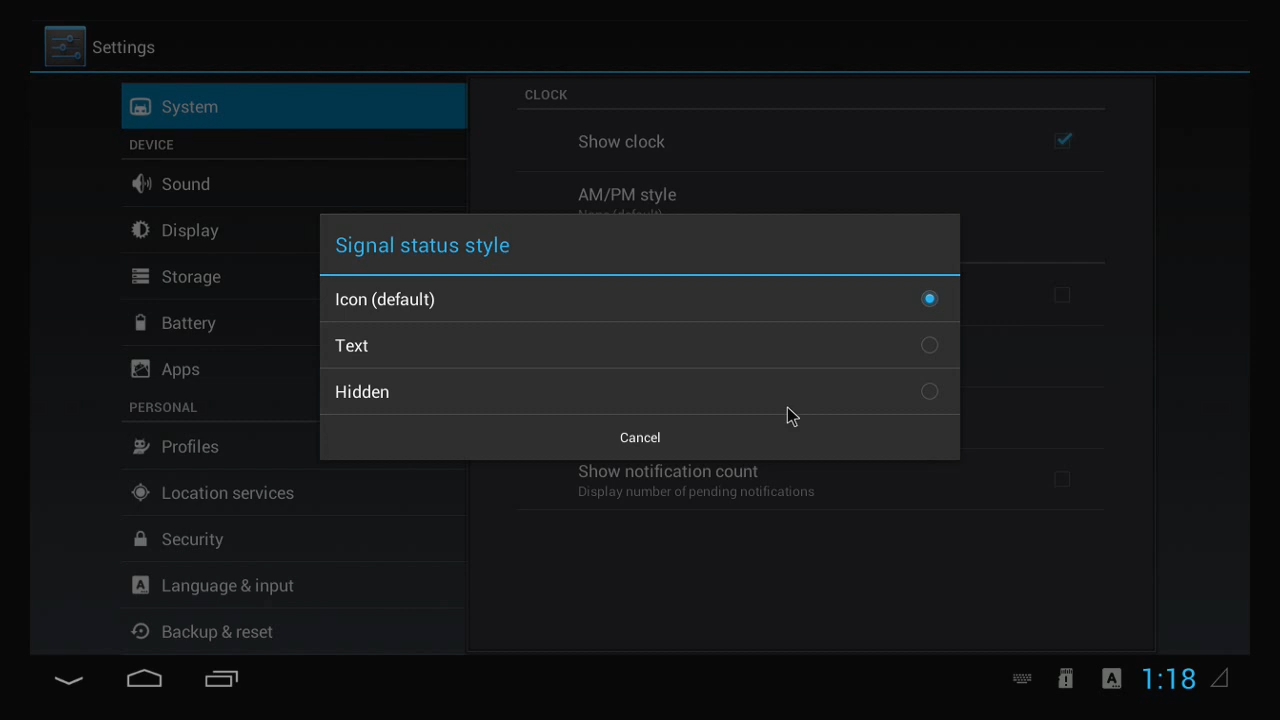 Settings
System
DEVICE
Sound
Display
Storage
Battery
Apps
PERSONAL
Profiles
Location services
Security
Language & input
Backup & reset
CLOCK
Show clock
AM/PM style
None (default)
Signal status style
Icon (default)
Text
Hidden
Cancel
Show notification count
Display number of pending notifications
A
1:18